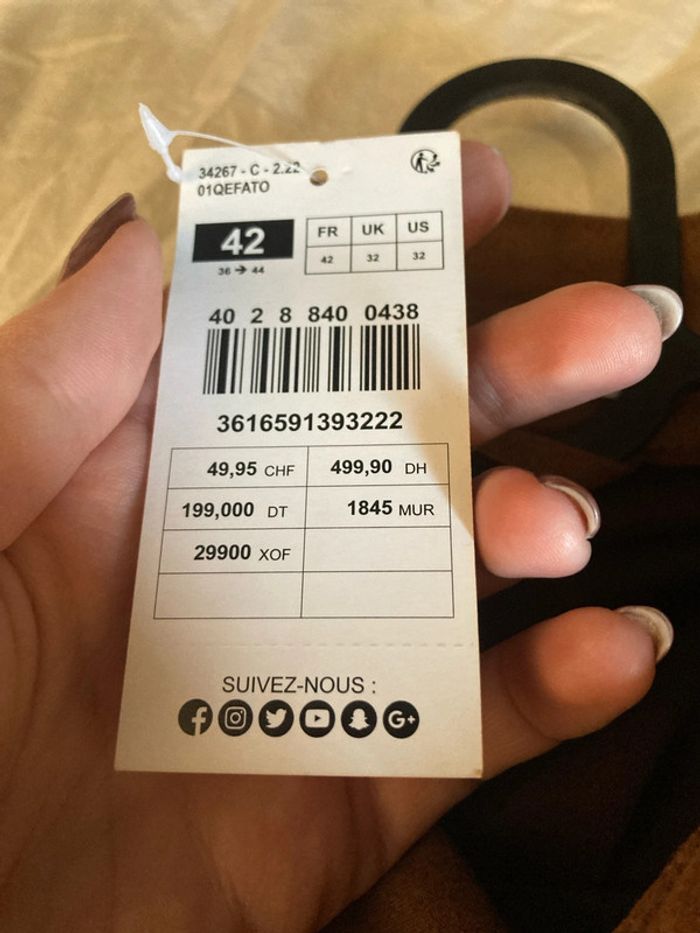 34267 - C - 2.22
01QEFATO
42
36 ➔ 44
FR UK US
42 32 32
40 2 8 840 0438
3616591393222
49,95 CHF 499,90 DH
199,000 DT 1845 MUR
29900 XOF
SUIVEZ-NOUS :
G+